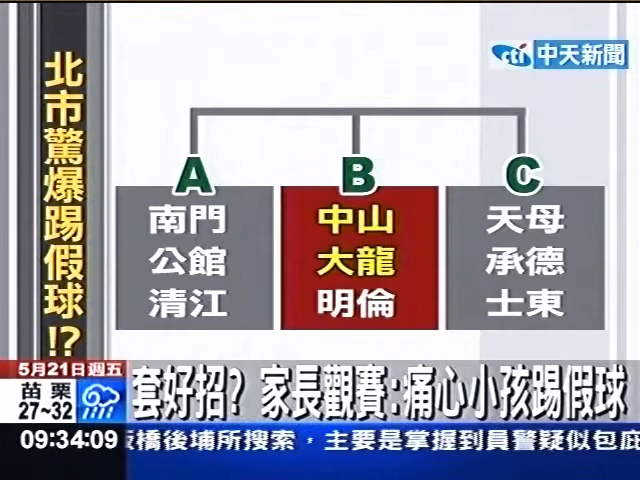 北市驚爆踢假球!?
cti 中天新聞
A
南門
公館
清江
B
中山
大龍
明倫
C
天母
承德
士東
5月21日週五
苗栗
27~32
09:34:09
套好招? 家長觀賽:痛心小孩踢假球
板橋後埔所搜索，主要是掌握到員警疑似包庇